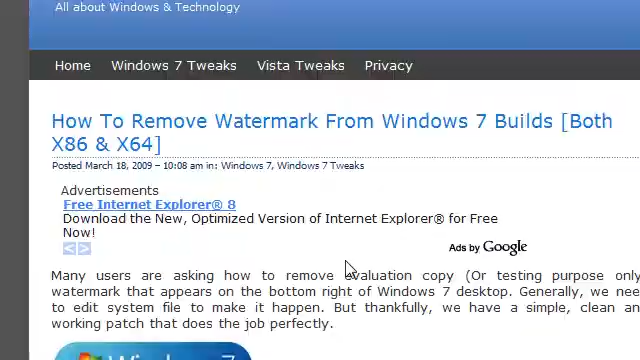 All about Windows & Technology
Home Windows 7 Tweaks Vista Tweaks Privacy
How To Remove Watermark From Windows 7 Builds [Both
X86 & X64]
Posted March 18, 2009 – 10:08 am in: Windows 7, Windows 7 Tweaks
Advertisements
Free Internet Explorer® 8
Download the New, Optimized Version of Internet Explorer® for Free
Now!
<> Ads by Google
Many users are asking how to remove evaluation copy (Or testing purpose only
watermark that appears on the bottom right of Windows 7 desktop. Generally, we nee
to edit system file to make it happen. But thankfully, we have a simple, clean an
working patch that does the job perfectly.
Windows 7